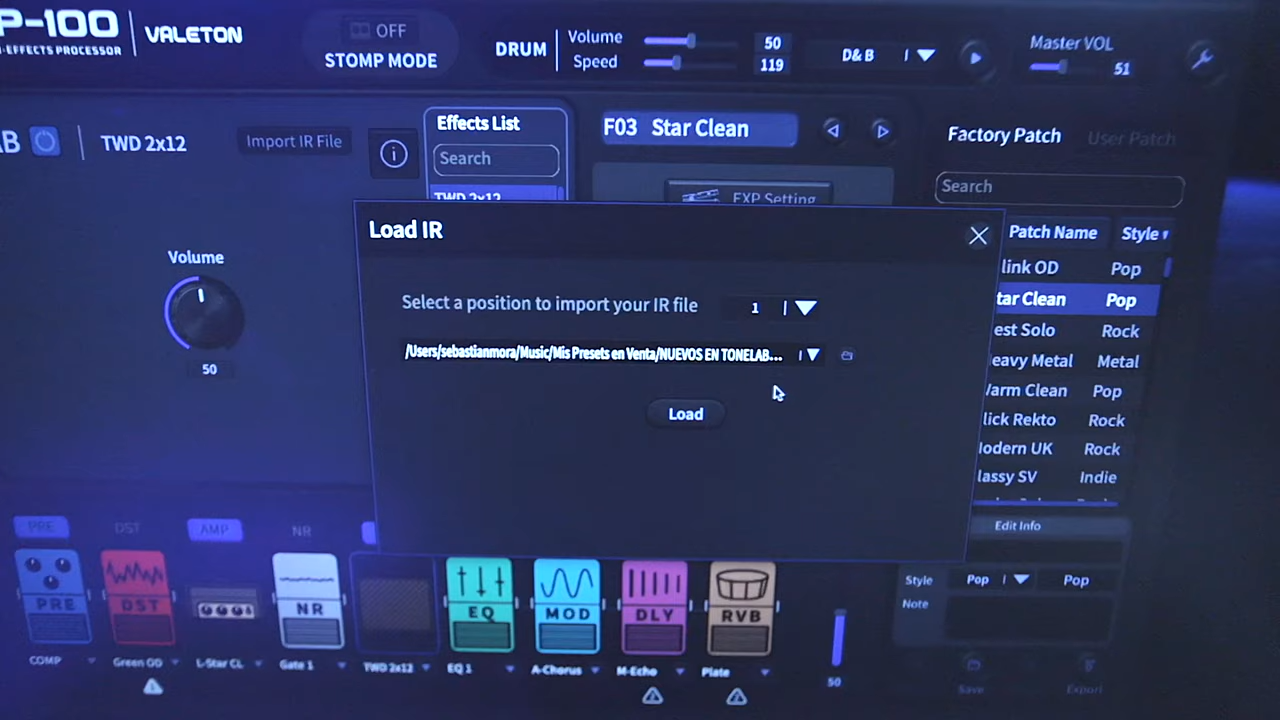 P-100
-EFFECTS PROCESSOR
VALETON
OFF
STOMP MODE
DRUM
Volume
50
Speed
119
D&B
Master VOL
51
AB
TWD 2x12
Import IR File
Effects List
Search
TWD 2x12
F03 Star Clean
EXP Setting
Factory Patch
User Patch
Search
Patch Name
Style
link OD
Pop
tar Clean
Pop
est Solo
Rock
eavy Metal
Metal
Warm Clean
Pop
lick Rekto
Rock
Modern UK
Rock
lassy SV
Indie
Load IR
Select a position to import your IR file
1
/Users/sebastianmora/Music/Mis Presets en Venta/NUEVOS EN TONELAB...
Load
Volume
50
PRE
DST
AMP
NR
PRE
DST
NR
EQ
MOD
DLY
RVB
COMP
Green OD
L-Star CL
Gate 1
TWD 2x12
EQ 1
A-Chorus
M-Echo
Plate
50
Edit Info
Style
Pop
Pop
Note
Save
Export